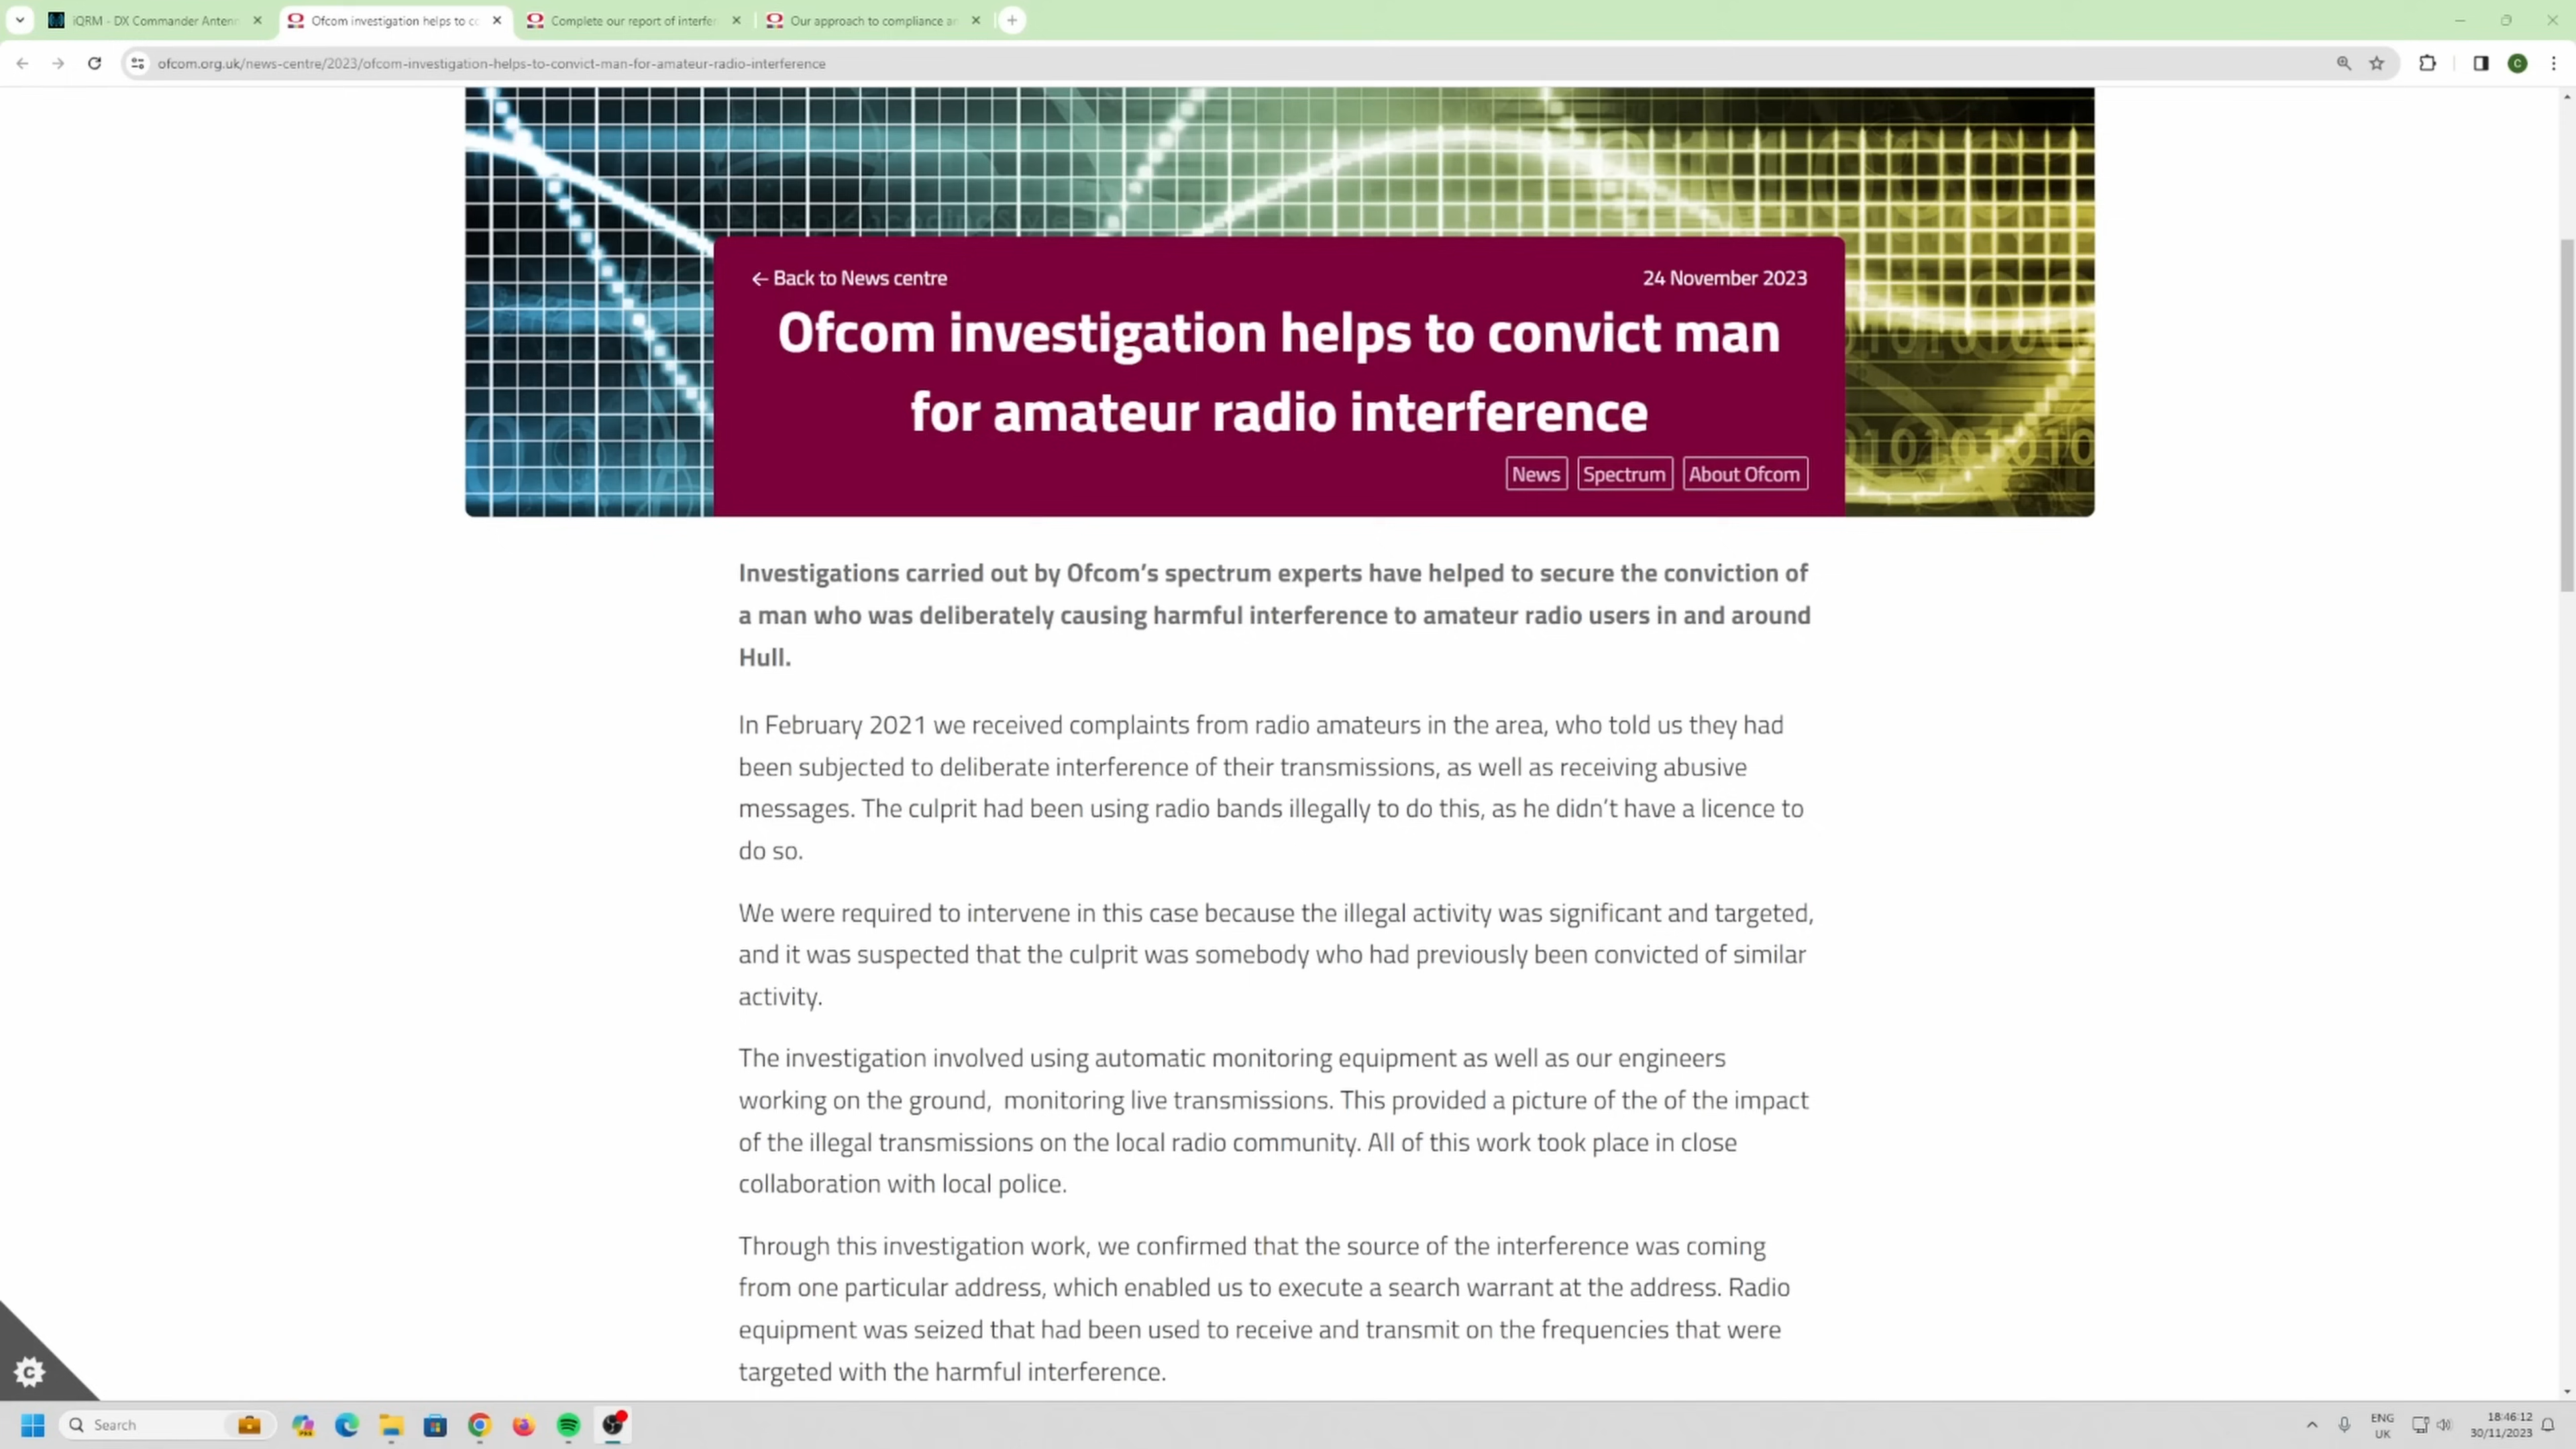 iQRM - DX Commander Antenn
Ofcom investigation helps to co
Complete our report of interfer
Our approach to compliance an
ofcom.org.uk/news-centre/2023/ofcom-investigation-helps-to-convict-man-for-amateur-radio-interference
C
← Back to News centre
24 November 2023
Ofcom investigation helps to convict man
for amateur radio interference
News Spectrum About Ofcom
Investigations carried out by Ofcom’s spectrum experts have helped to secure the conviction of
a man who was deliberately causing harmful interference to amateur radio users in and around
Hull.
In February 2021 we received complaints from radio amateurs in the area, who told us they had
been subjected to deliberate interference of their transmissions, as well as receiving abusive
messages. The culprit had been using radio bands illegally to do this, as he didn’t have a licence to
do so.
We were required to intervene in this case because the illegal activity was significant and targeted,
and it was suspected that the culprit was somebody who had previously been convicted of similar
activity.
The investigation involved using automatic monitoring equipment as well as our engineers
working on the ground,  monitoring live transmissions. This provided a picture of the of the impact
of the illegal transmissions on the local radio community. All of this work took place in close
collaboration with local police.
Through this investigation work, we confirmed that the source of the interference was coming
from one particular address, which enabled us to execute a search warrant at the address. Radio
equipment was seized that had been used to receive and transmit on the frequencies that were
targeted with the harmful interference.
C
Search
ENG
UK
18:46:12
30/11/2023